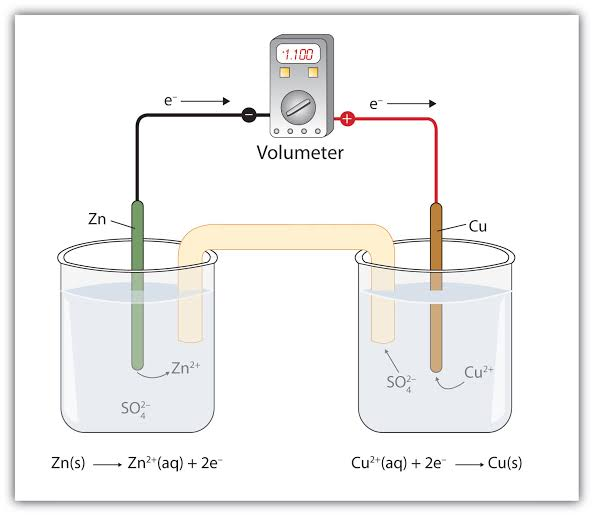 -1.100
e⁻ ⟶
−
+
e⁻ ⟶
Volumeter
Zn
Cu
Zn²⁺
SO₄²⁻
SO₄²⁻
Cu²⁺
Zn(s) ⟶ Zn²⁺(aq) + 2e⁻
Cu²⁺(aq) + 2e⁻ ⟶ Cu(s)